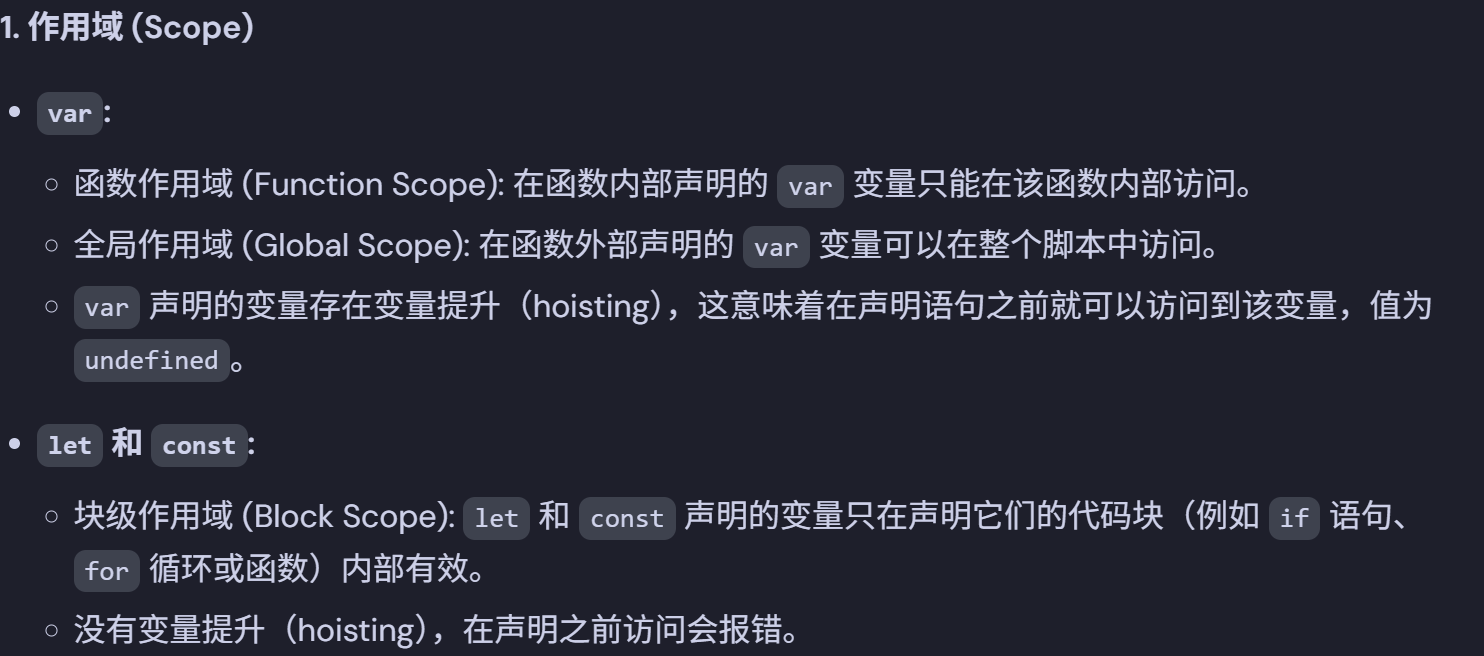 1. 作用域 (Scope)
• var:
○ 函数作用域 (Function Scope): 在函数内部声明的 var 变量只能在该函数内部访问。
○ 全局作用域 (Global Scope): 在函数外部声明的 var 变量可以在整个脚本中访问。
○ var 声明的变量存在变量提升（hoisting），这意味着在声明语句之前就可以访问到该变量，值为
undefined。
• let 和 const:
○ 块级作用域 (Block Scope): let 和 const 声明的变量只在声明它们的代码块（例如 if 语句、
for 循环或函数）内部有效。
○ 没有变量提升（hoisting），在声明之前访问会报错。